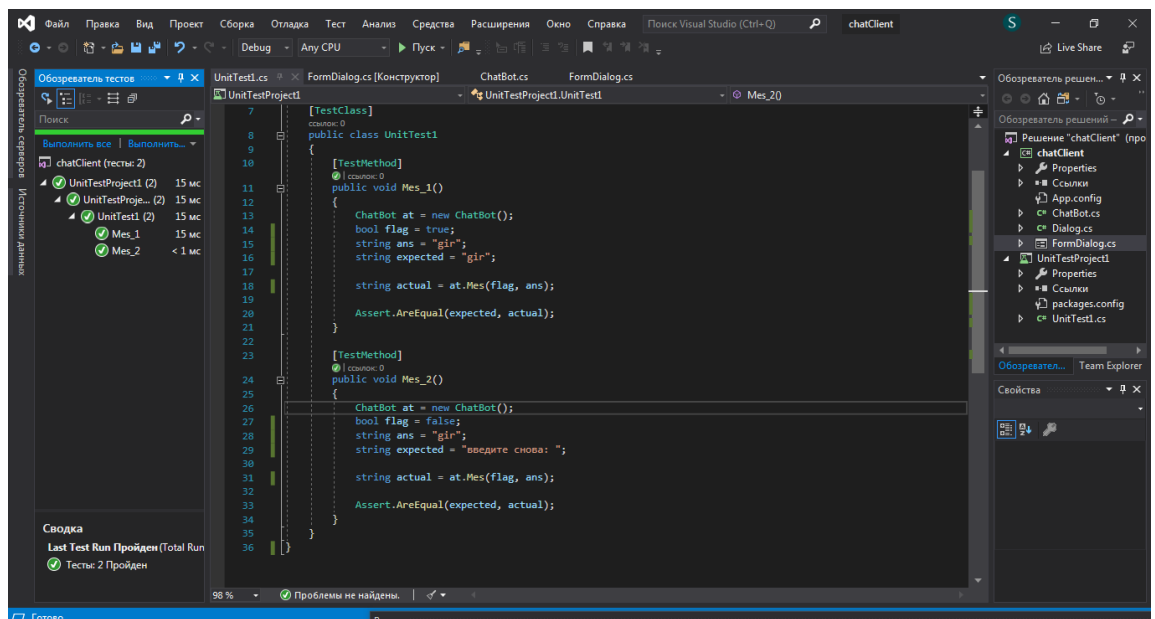 Файл Правка Вид Проект Сборка Отладка Тест Анализ Средства Расширения Окно Справка Поиск Visual Studio (Ctrl+Q) chatClient S
Debug Any CPU Пуск Live Share
Обозреватель серверов
Источники данных
Обозреватель тестов
Поиск
Выполнить все | Выполнить...
chatClient (тесты: 2)
UnitTestProject1 (2) 15 мс
UnitTestProje... (2) 15 мс
UnitTest1 (2) 15 мс
Mes_1 15 мс
Mes_2 < 1 мс
Сводка
Last Test Run Пройден (Total Run
Тесты: 2 Пройден
UnitTest1.cs FormDialog.cs [Конструктор] ChatBot.cs FormDialog.cs
UnitTestProject1 UnitTestProject1.UnitTest1 Mes_2()
7 [TestClass]
ссылок: 0
8 public class UnitTest1
9 {
10 [TestMethod]
ссылок: 0
11 public void Mes_1()
12 {
13 ChatBot at = new ChatBot();
14 bool flag = true;
15 string ans = "gir";
16 string expected = "gir";
17
18 string actual = at.Mes(flag, ans);
19
20 Assert.AreEqual(expected, actual);
21 }
22
23 [TestMethod]
ссылок: 0
24 public void Mes_2()
25 {
26 ChatBot at = new ChatBot();
27 bool flag = false;
28 string ans = "gir";
29 string expected = "введите снова: ";
30
31 string actual = at.Mes(flag, ans);
32
33 Assert.AreEqual(expected, actual);
34 }
35 }
36 }
98 % Проблемы не найдены.
Обозреватель решен...
Обозреватель решений –
Решение "chatClient" (про
chatClient
Properties
Ссылки
App.config
ChatBot.cs
Dialog.cs
FormDialog.cs
UnitTestProject1
Properties
Ссылки
packages.config
UnitTest1.cs
Обозревател... Team Explorer
Свойства
Готово